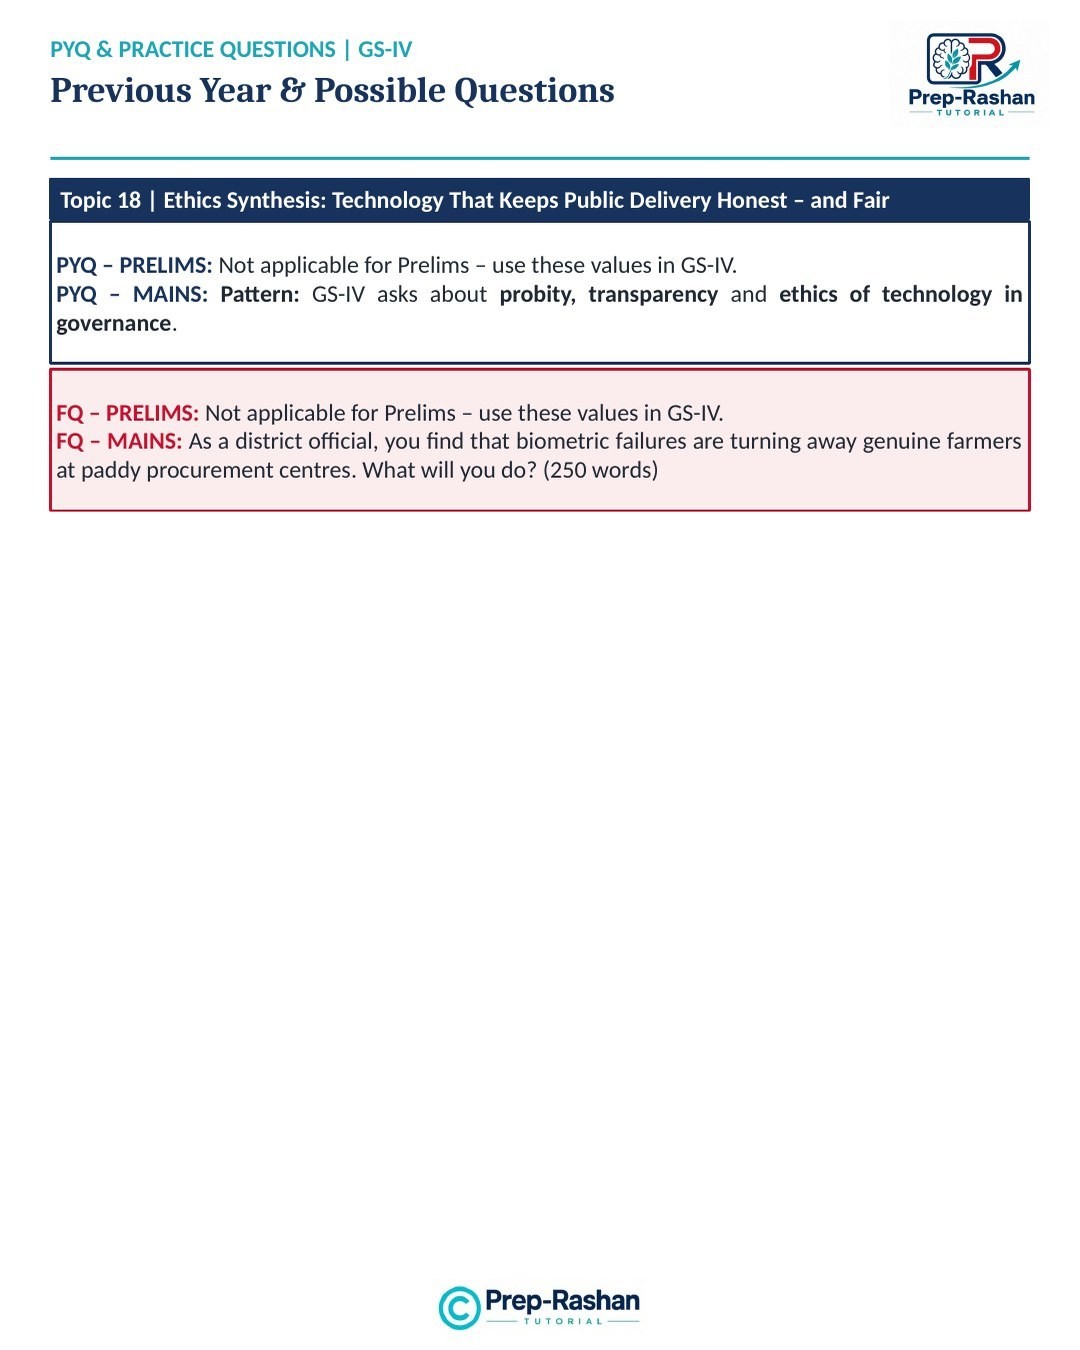 PYQ & PRACTICE QUESTIONS | GS-IV
Previous Year & Possible Questions
Prep-Rashan
TUTORIAL
Topic 18 | Ethics Synthesis: Technology That Keeps Public Delivery Honest – and Fair
PYQ – PRELIMS: Not applicable for Prelims – use these values in GS-IV.
PYQ – MAINS: Pattern: GS-IV asks about probity, transparency and ethics of technology in
governance.
FQ – PRELIMS: Not applicable for Prelims – use these values in GS-IV.
FQ – MAINS: As a district official, you find that biometric failures are turning away genuine farmers
at paddy procurement centres. What will you do? (250 words)
© Prep-Rashan
TUTORIAL